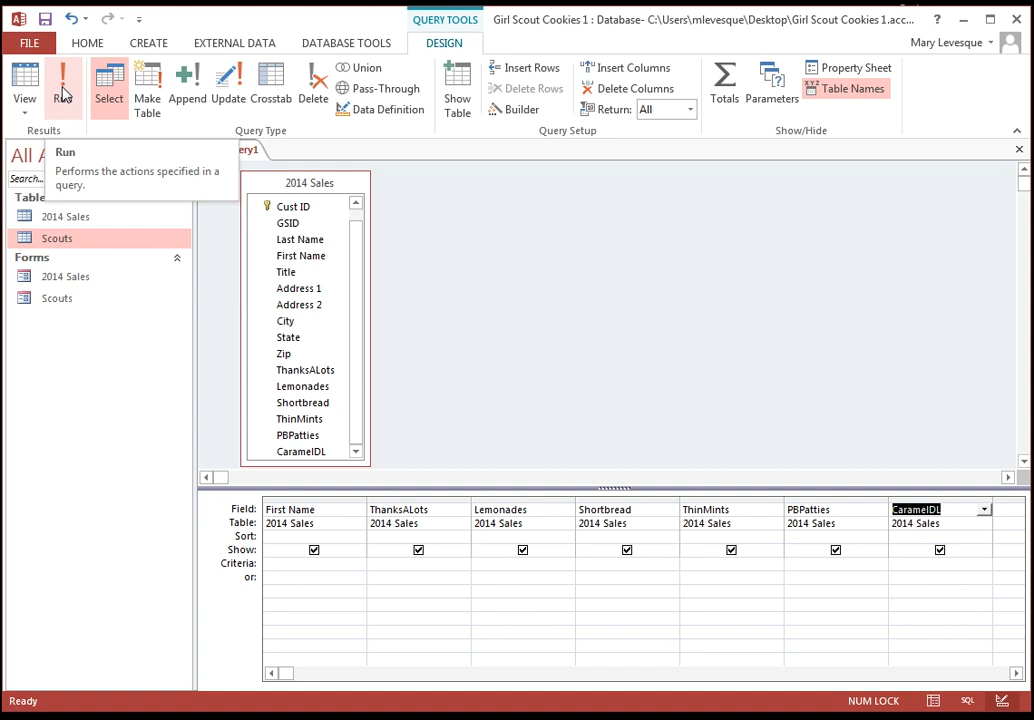 QUERY TOOLS
Girl Scout Cookies 1 : Database- C:\Users\mlevesque\Desktop\Girl Scout Cookies 1.acc...
?
FILE HOME CREATE EXTERNAL DATA DATABASE TOOLS DESIGN
Mary Levesque
View
Run
Select
Make Table
Append
Update
Crosstab
Delete
Union
Pass-Through
Data Definition
Show Table
Insert Rows
Delete Rows
Builder
Insert Columns
Delete Columns
Return: All
Totals
Parameters
Property Sheet
XYZ Table Names
Results
Query Type
Query Setup
Show/Hide
Run
Performs the actions specified in a
query.
All A
ery1
Search...
Table
2014 Sales
Scouts
Forms
2014 Sales
Scouts
2014 Sales
Cust ID
GSID
Last Name
First Name
Title
Address 1
Address 2
City
State
Zip
ThanksALots
Lemonades
Shortbread
ThinMints
PBPatties
CaramelDL
Field: First Name ThanksALots Lemonades Shortbread ThinMints PBPatties CaramelDL
Table: 2014 Sales 2014 Sales 2014 Sales 2014 Sales 2014 Sales 2014 Sales 2014 Sales
Sort:
Show:
Criteria:
or:
Ready
NUM LOCK
SQL